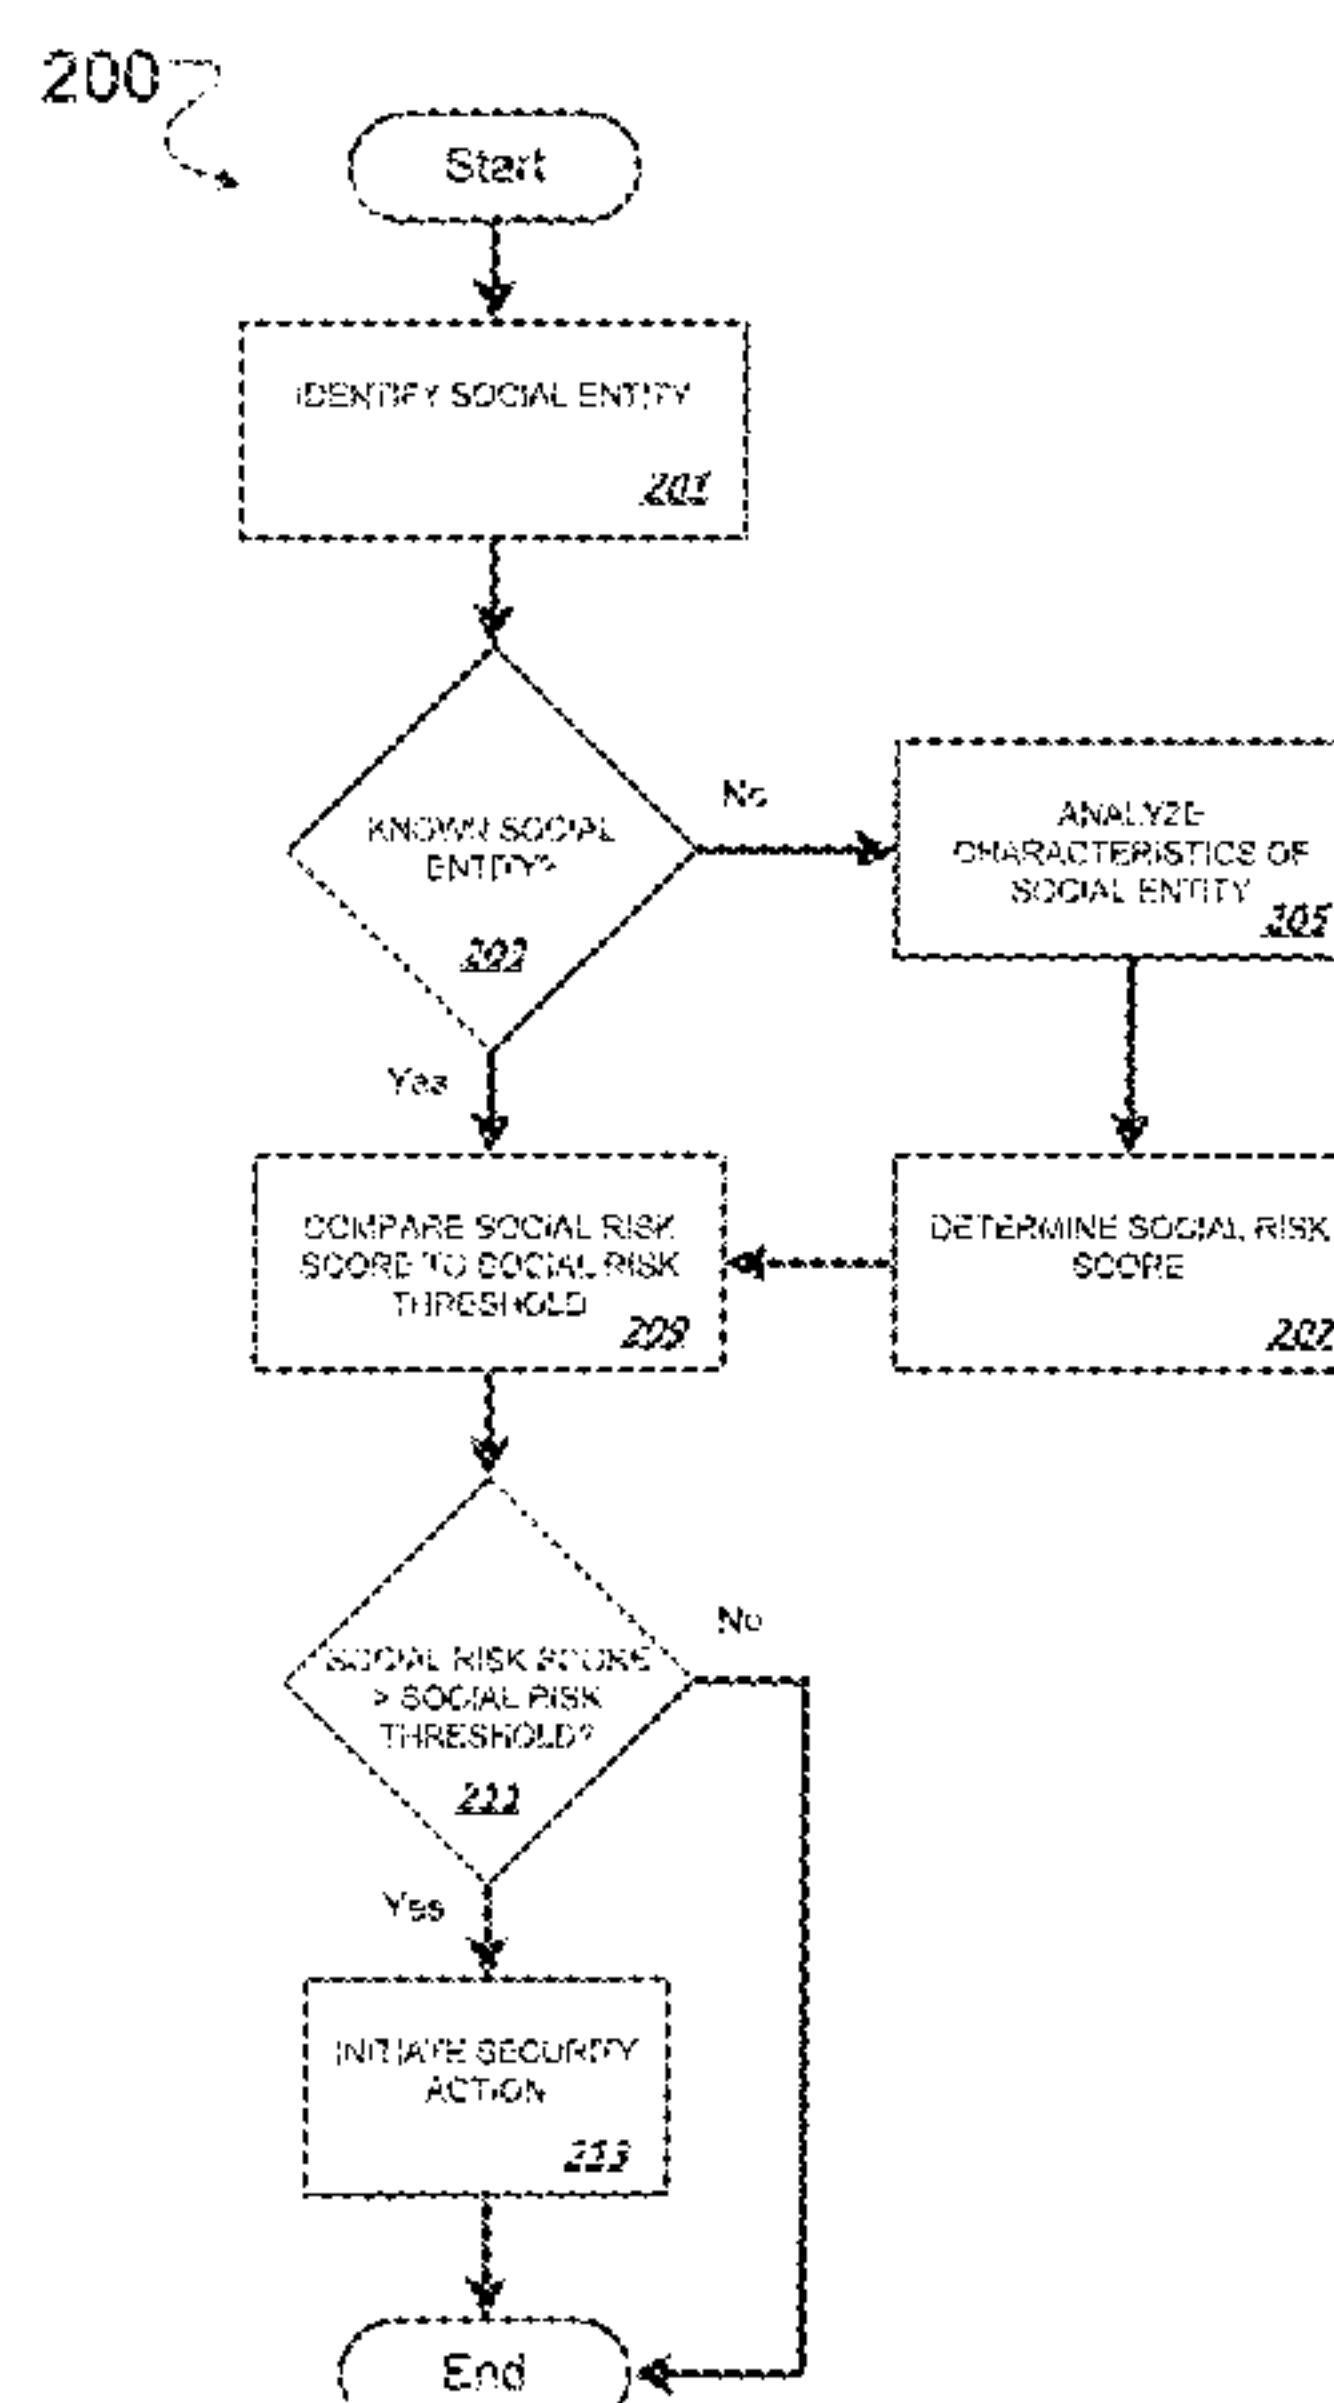 200
Start
IDENTIFY SOCIAL ENTITY
201
KNOWN SOCIAL
ENTITY?
No
ANALYZE
CHARACTERISTICS OF
SOCIAL ENTITY
205
Yes
COMPARE SOCIAL RISK
SCORE TO SOCIAL RISK
THRESHOLD
209
DETERMINE SOCIAL RISK
SCORE
207
SOCIAL RISK SCORE
> SOCIAL RISK
THRESHOLD?
211
No
Yes
INITIATE SECURITY
ACTION
213
End